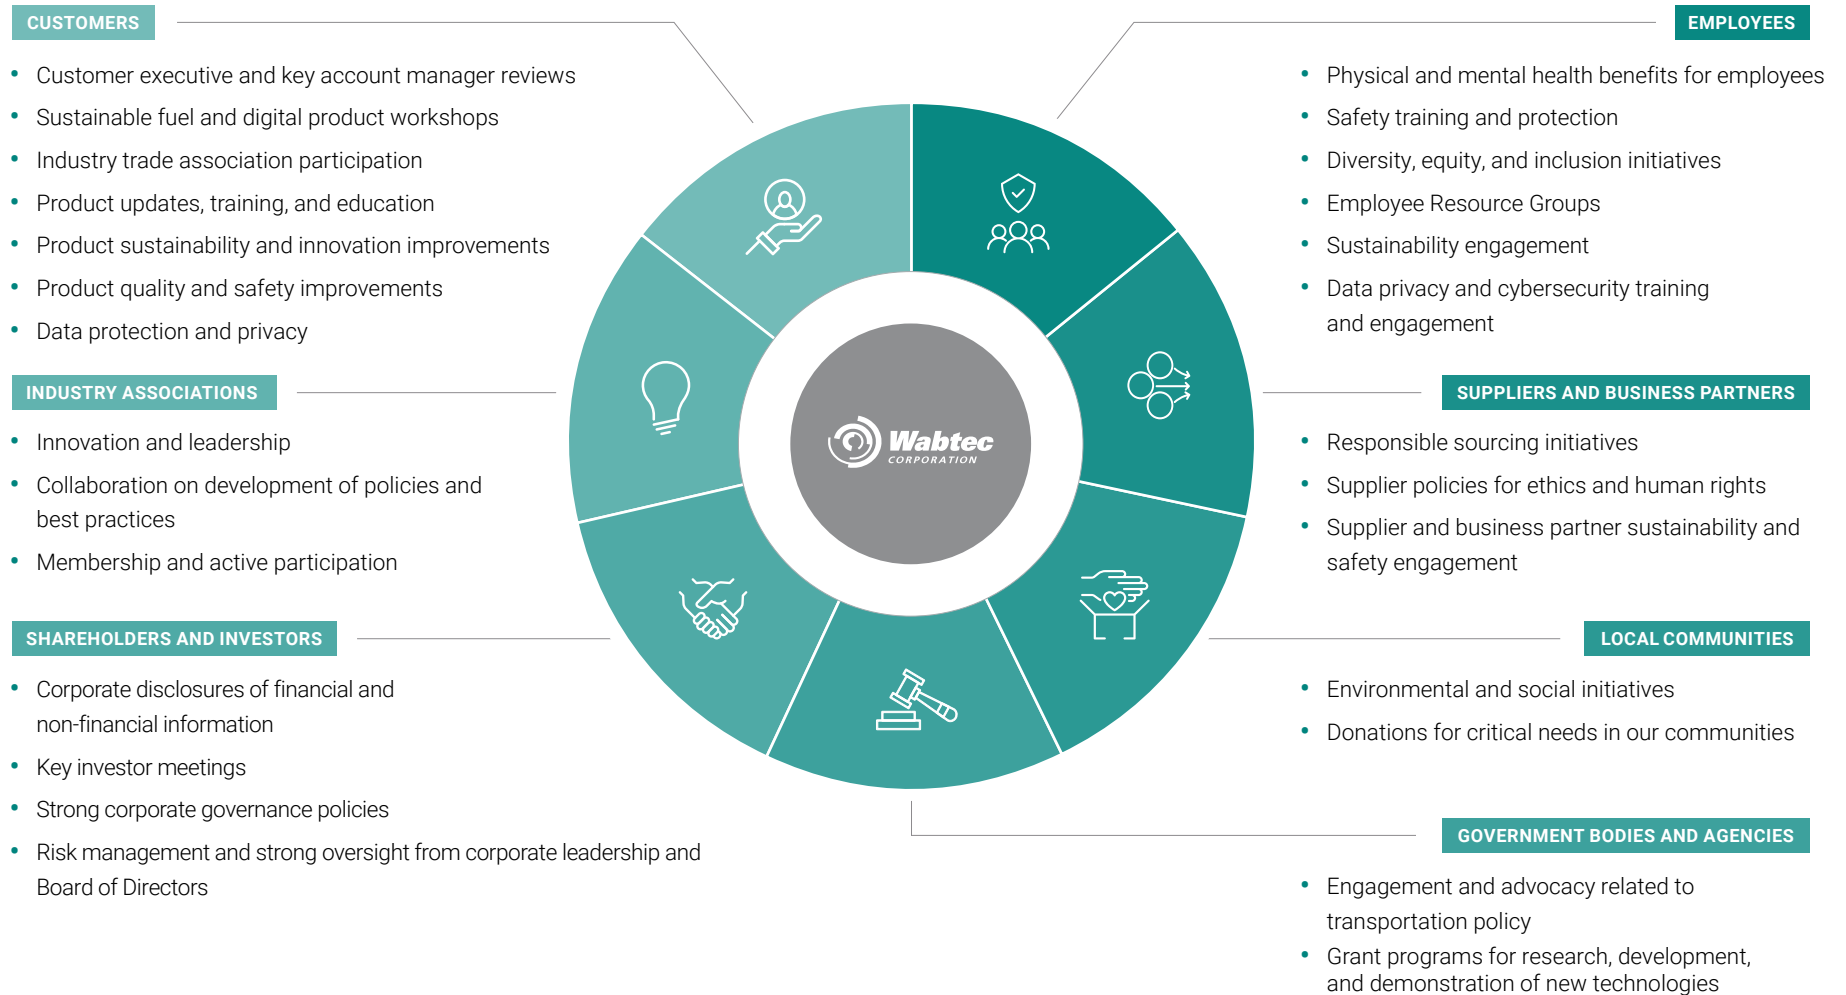 CUSTOMERS
Customer executive and key account manager reviews
Sustainable fuel and digital product workshops
Industry trade association participation
Product updates, training, and education
Product sustainability and innovation improvements
Product quality and safety improvements
Data protection and privacy
INDUSTRY ASSOCIATIONS
Innovation and leadership
Collaboration on development of policies and
best practices
Membership and active participation
SHAREHOLDERS AND INVESTORS
Corporate disclosures of financial and
non-financial information
Key investor meetings
Strong corporate governance policies
Risk management and strong oversight from corporate leadership and
Board of Directors
Wabtec
CORPORATION
EMPLOYEES
Physical and mental health benefits for employees
Safety training and protection
Diversity, equity, and inclusion initiatives
Employee Resource Groups
Sustainability engagement
Data privacy and cybersecurity training
and engagement
SUPPLIERS AND BUSINESS PARTNERS
Responsible sourcing initiatives
Supplier policies for ethics and human rights
Supplier and business partner sustainability and
safety engagement
LOCAL COMMUNITIES
Environmental and social initiatives
Donations for critical needs in our communities
GOVERNMENT BODIES AND AGENCIES
Engagement and advocacy related to
transportation policy
Grant programs for research, development,
and demonstration of new technologies